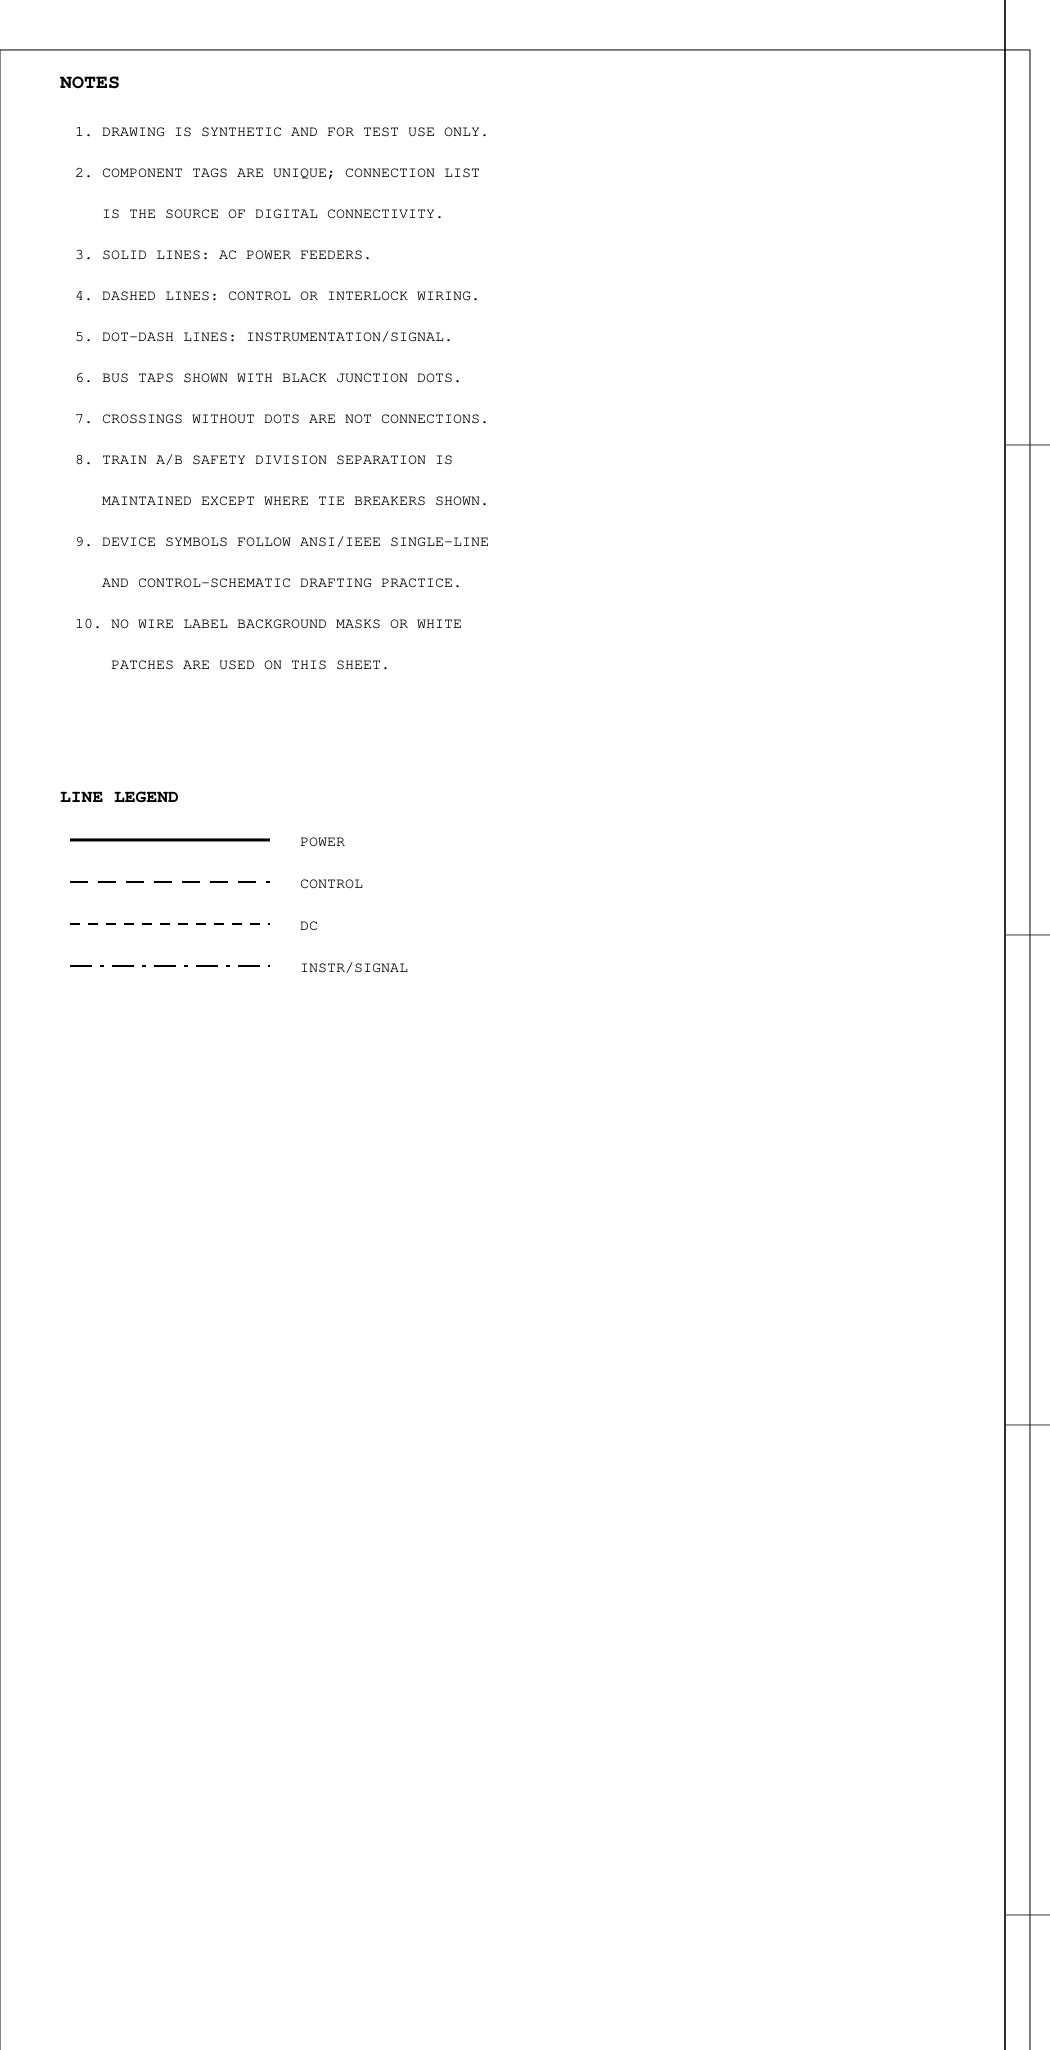 NOTES
1. DRAWING IS SYNTHETIC AND FOR TEST USE ONLY.
2. COMPONENT TAGS ARE UNIQUE; CONNECTION LIST
IS THE SOURCE OF DIGITAL CONNECTIVITY.
3. SOLID LINES: AC POWER FEEDERS.
4. DASHED LINES: CONTROL OR INTERLOCK WIRING.
5. DOT-DASH LINES: INSTRUMENTATION/SIGNAL.
6. BUS TAPS SHOWN WITH BLACK JUNCTION DOTS.
7. CROSSINGS WITHOUT DOTS ARE NOT CONNECTIONS.
8. TRAIN A/B SAFETY DIVISION SEPARATION IS
MAINTAINED EXCEPT WHERE TIE BREAKERS SHOWN.
9. DEVICE SYMBOLS FOLLOW ANSI/IEEE SINGLE-LINE
AND CONTROL-SCHEMATIC DRAFTING PRACTICE.
10. NO WIRE LABEL BACKGROUND MASKS OR WHITE
PATCHES ARE USED ON THIS SHEET.
LINE LEGEND
POWER
CONTROL
DC
INSTR/SIGNAL